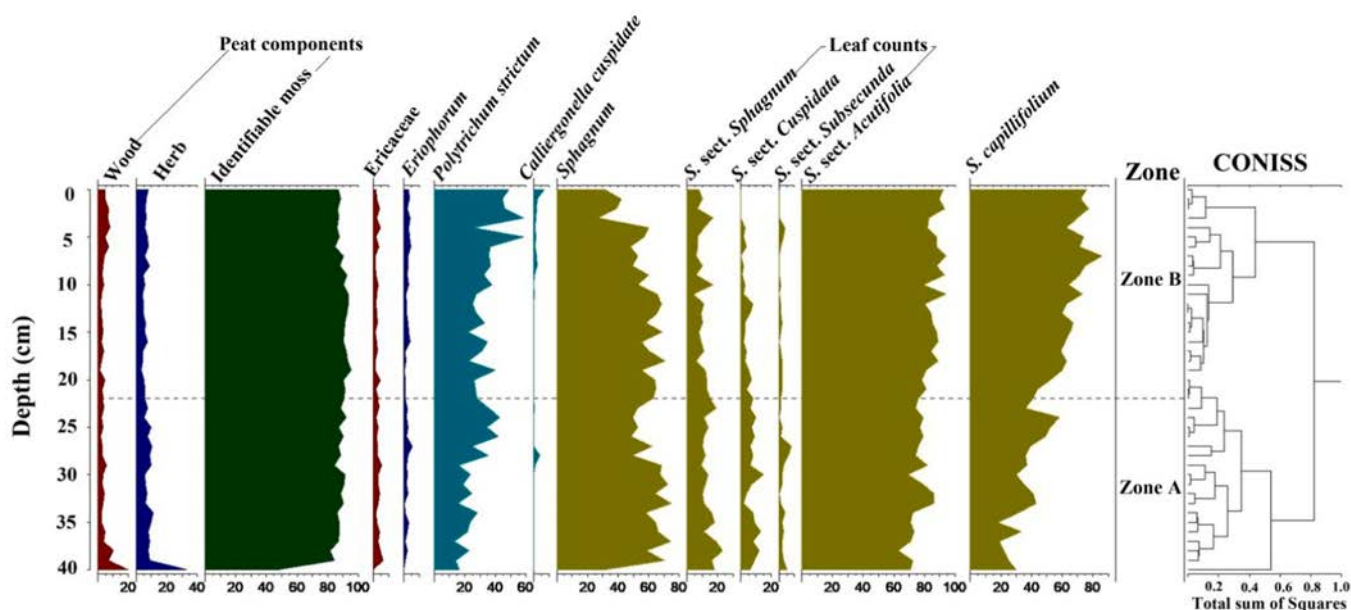 Peat components
Leaf counts
Wood
Herb
Identifiable moss
Ericaceae
Eriophorum
Polytrichum strictum
Calliergonella cuspidate
Sphagnum
S. sect. Sphagnum
S. sect. Cuspidata
S. sect. Subsecunda
S. sect. Acutifolia
S. capillifolium
Zone
CONISS
Depth (cm)
0
5
10
15
20
25
30
35
40
Zone B
Zone A
20
20
20 40 60 80 100
20
20
20 40 60
20 40 60 80
20
20
20 40 60 80 100
20 40 60 80
0.2 0.4 0.6 0.8 1.0
Total sum of Squares